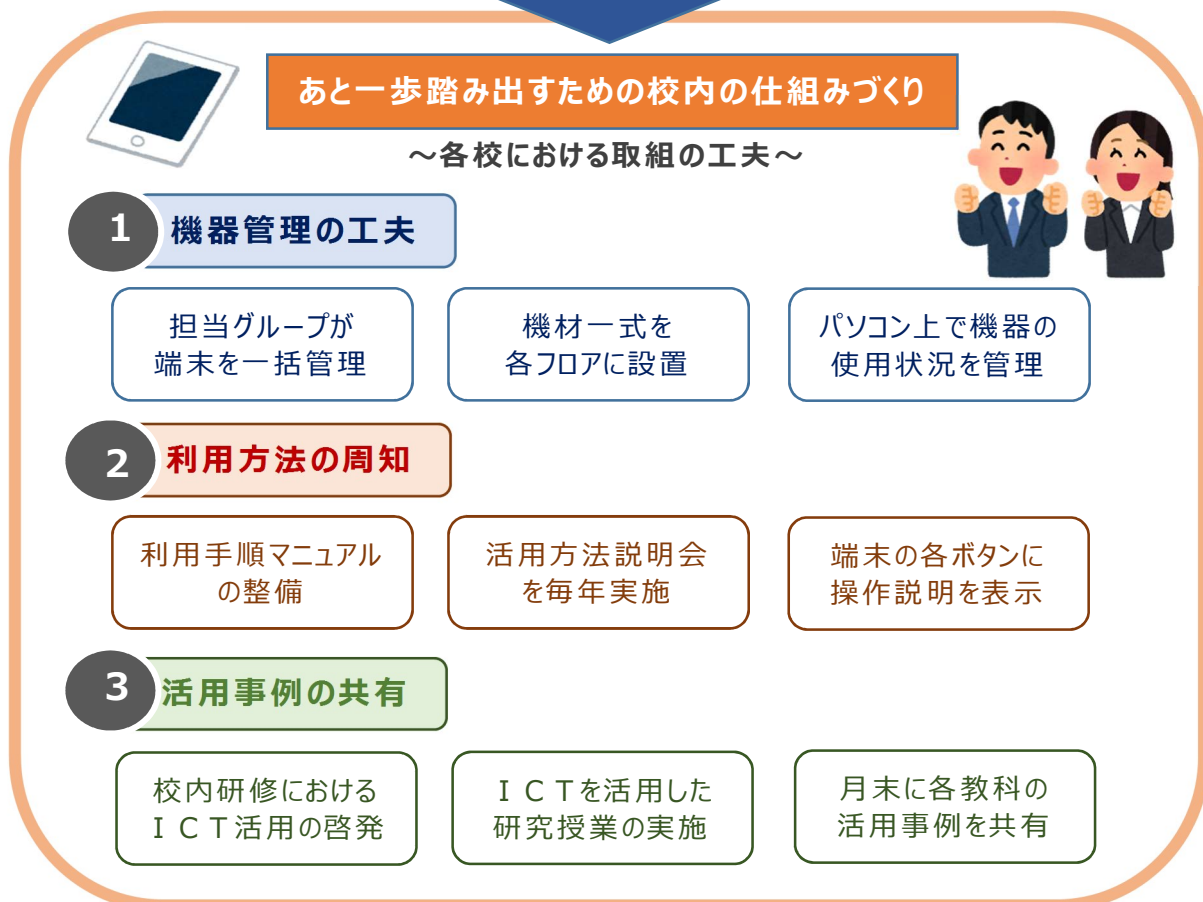 あと一歩踏み出すための校内の仕組みづくり
～各校における取組の工夫～
1 機器管理の工夫
担当グループが
端末を一括管理
機材一式を
各フロアに設置
パソコン上で機器の
使用状況を管理
2 利用方法の周知
利用手順マニュアル
の整備
活用方法説明会
を毎年実施
端末の各ボタンに
操作説明を表示
3 活用事例の共有
校内研修における
ＩＣＴ活用の啓発
ＩＣＴを活用した
研究授業の実施
月末に各教科の
活用事例を共有